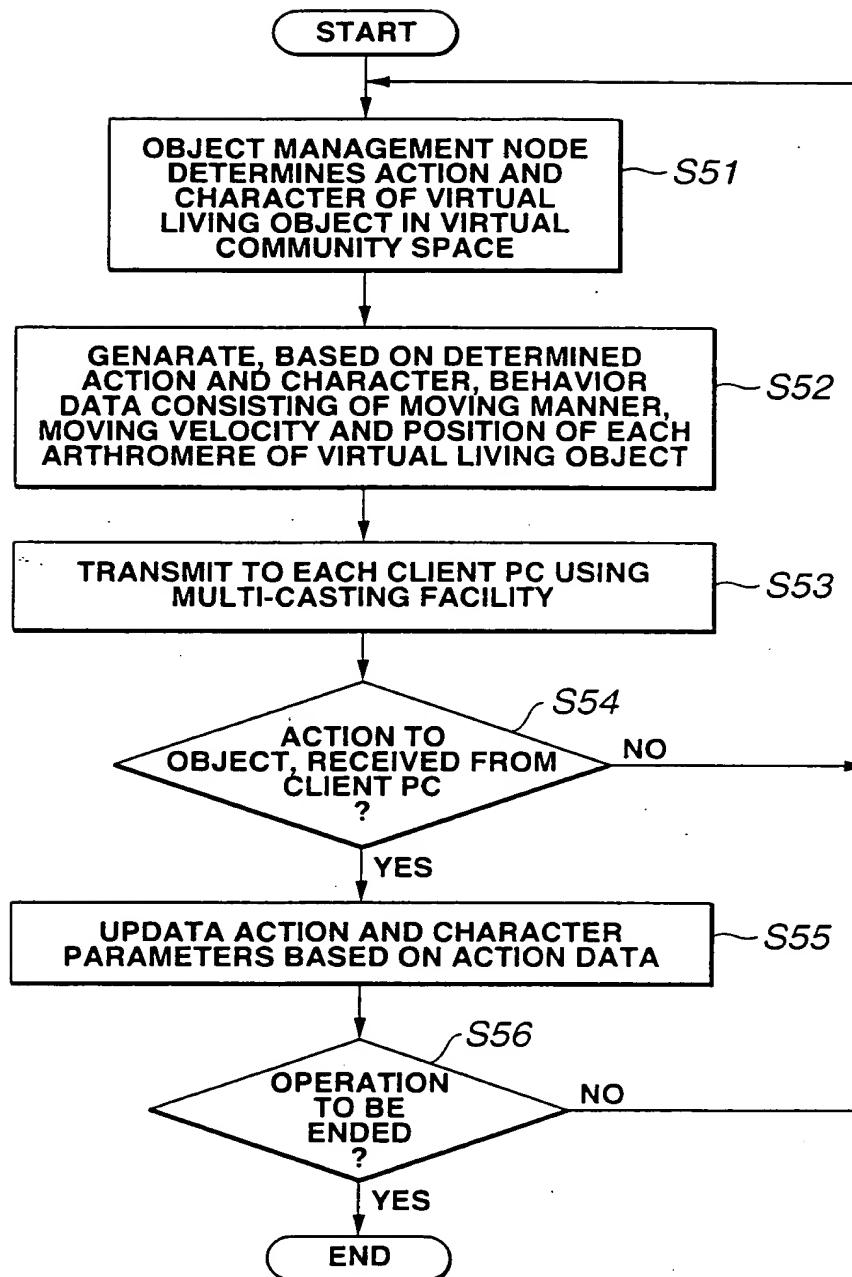 START
OBJECT MANAGEMENT NODE
DETERMINES ACTION AND
CHARACTER OF VIRTUAL
LIVING OBJECT IN VIRTUAL
COMMUNITY SPACE
S51
GENARATE, BASED ON DETERMINED
ACTION AND CHARACTER, BEHAVIOR
DATA CONSISTING OF MOVING MANNER,
MOVING VELOCITY AND POSITION OF EACH
ARTHROMERE OF VIRTUAL LIVING OBJECT
S52
TRANSMIT TO EACH CLIENT PC USING
MULTI-CASTING FACILITY
S53
S54
ACTION TO
OBJECT, RECEIVED FROM
CLIENT PC
?
NO
YES
UPDATA ACTION AND CHARACTER
PARAMETERS BASED ON ACTION DATA
S55
S56
OPERATION
TO BE
ENDED
?
NO
YES
END